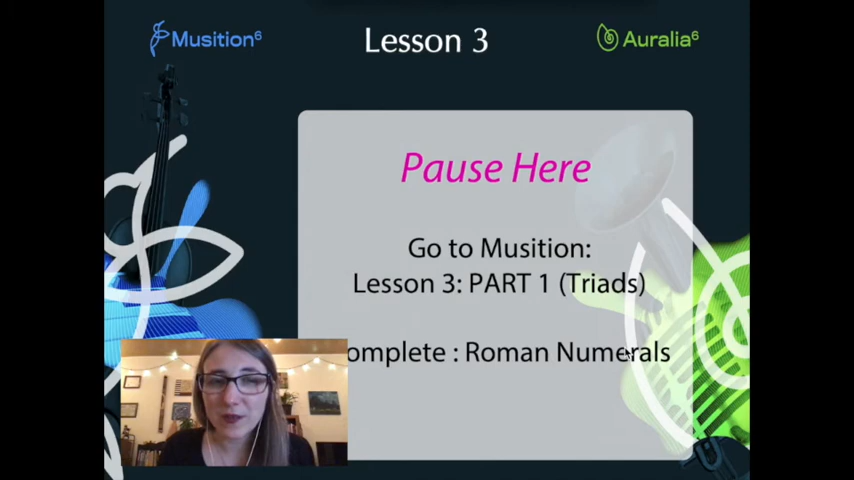 Musition⁶
Lesson 3
Auralia⁶
Pause Here
Go to Musition:
Lesson 3: PART 1 (Triads)
omplete : Roman Numerals